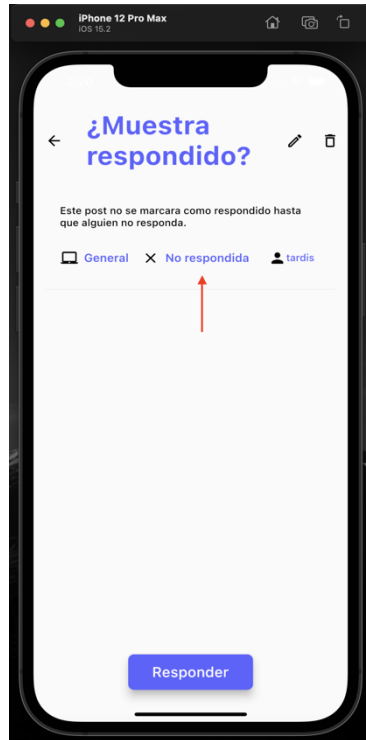 iPhone 12 Pro Max
iOS 15.2
¿Muestra
respondido?
Este post no se marcara como respondido hasta
que alguien no responda.
General No respondida tardis
Responder